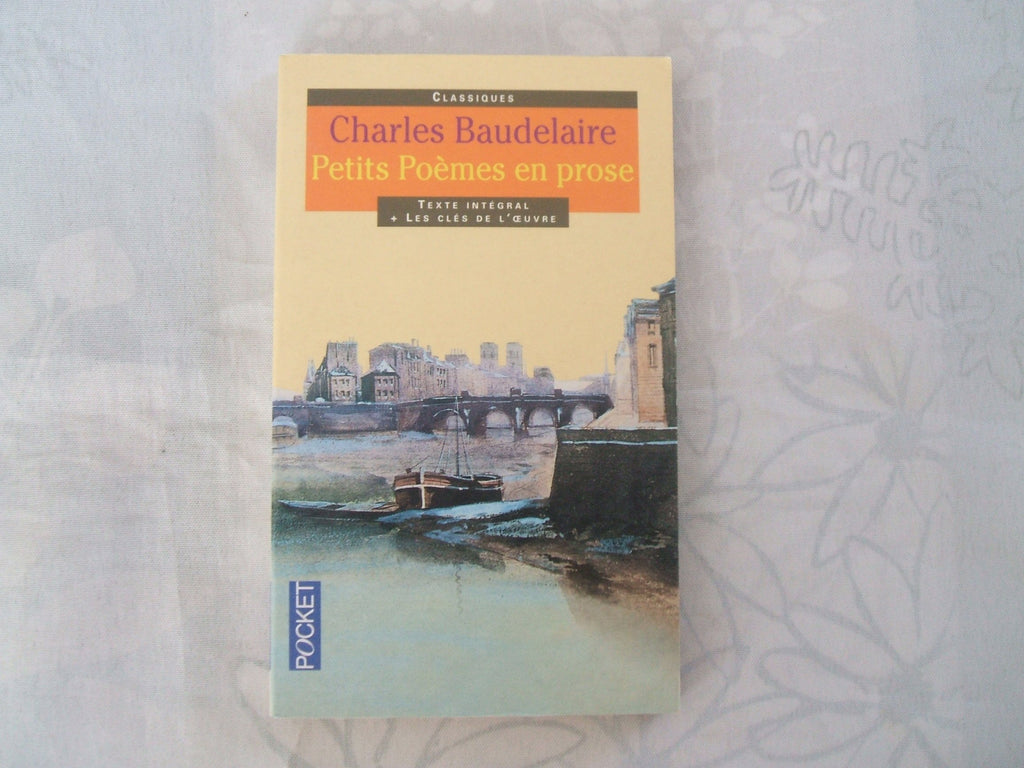 CLASSIQUES
Charles Baudelaire
Petits Poèmes en prose
TEXTE INTÉGRAL
+ LES CLÉS DE L'ŒUVRE
POCKET